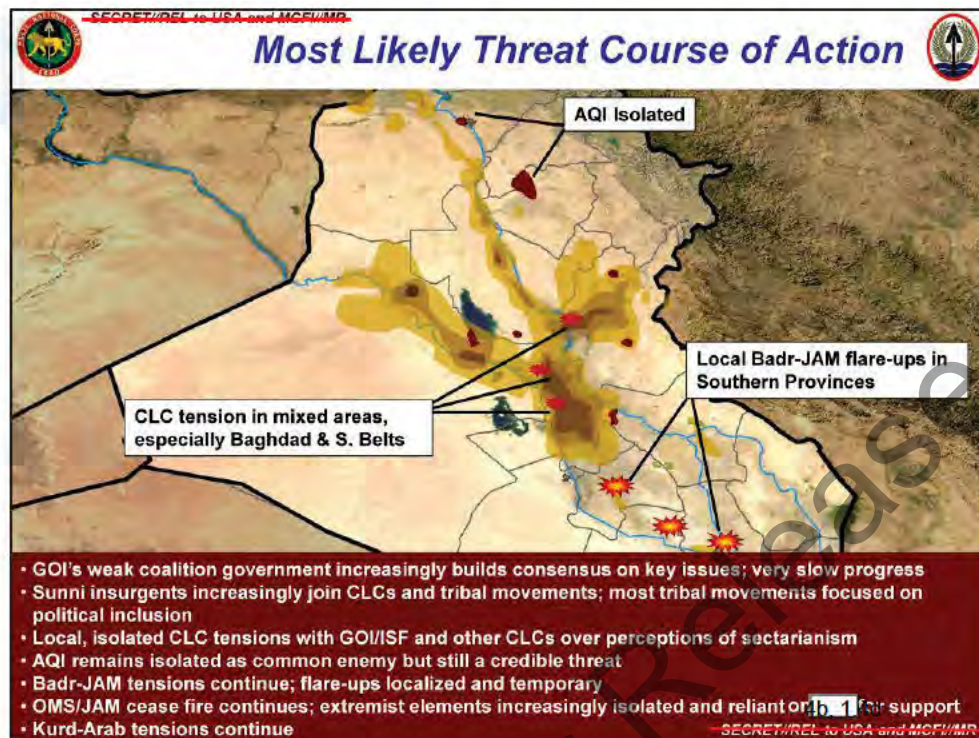 SECRET//REL to USA and MCFI//MR
Most Likely Threat Course of Action
AQI Isolated
Local Badr-JAM flare-ups in
Southern Provinces
CLC tension in mixed areas,
especially Baghdad & S. Belts
• GOI's weak coalition government increasingly builds consensus on key issues; very slow progress
• Sunni insurgents increasingly join CLCs and tribal movements; most tribal movements focused on
political inclusion
• Local, isolated CLC tensions with GOI/ISF and other CLCs over perceptions of sectarianism
• AQI remains isolated as common enemy but still a credible threat
• Badr-JAM tensions continue; flare-ups localized and temporary
• OMS/JAM cease fire continues; extremist elements increasingly isolated and reliant on 4b, 1.4d for support
• Kurd-Arab tensions continue
SECRET//REL to USA and MCFI//MR
Release